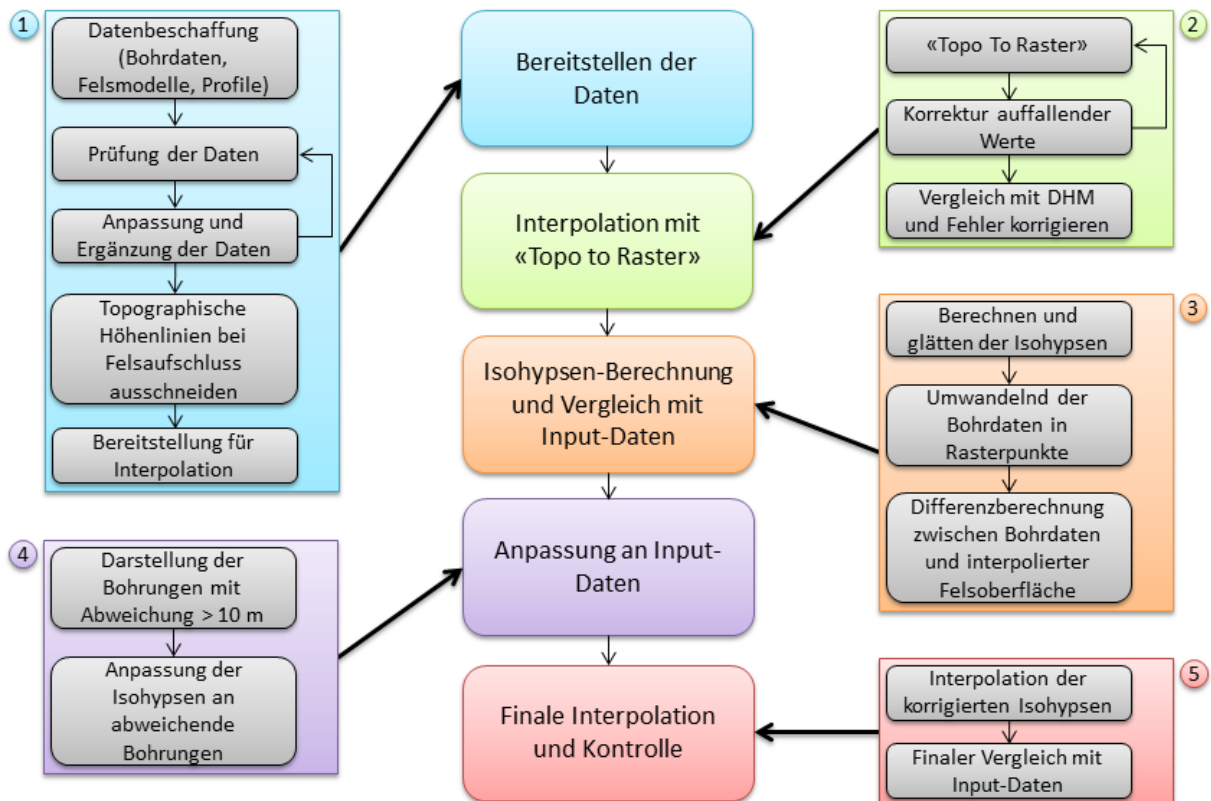 1
Datenbeschaffung
(Bohrdaten,
Felsmodelle, Profile)
Prüfung der Daten
Anpassung und
Ergänzung der Daten
Topographische
Höhenlinien bei
Felsaufschluss
ausschneiden
Bereitstellung für
Interpolation
Bereitstellen der
Daten
Interpolation mit
«Topo to Raster»
Isohypsen-Berechnung
und Vergleich mit
Input-Daten
Anpassung an Input-
Daten
Finale Interpolation
und Kontrolle
2
«Topo To Raster»
Korrektur auffallender
Werte
Vergleich mit DHM
und Fehler korrigieren
3
Berechnen und
glätten der Isohypsen
Umwandelnd der
Bohrdaten in
Rasterpunkte
Differenzberechnung
zwischen Bohrdaten
und interpolierter
Felsoberfläche
4
Darstellung der
Bohrungen mit
Abweichung > 10 m
Anpassung der
Isohypsen an
abweichende
Bohrungen
5
Interpolation der
korrigierten Isohypsen
Finaler Vergleich mit
Input-Daten